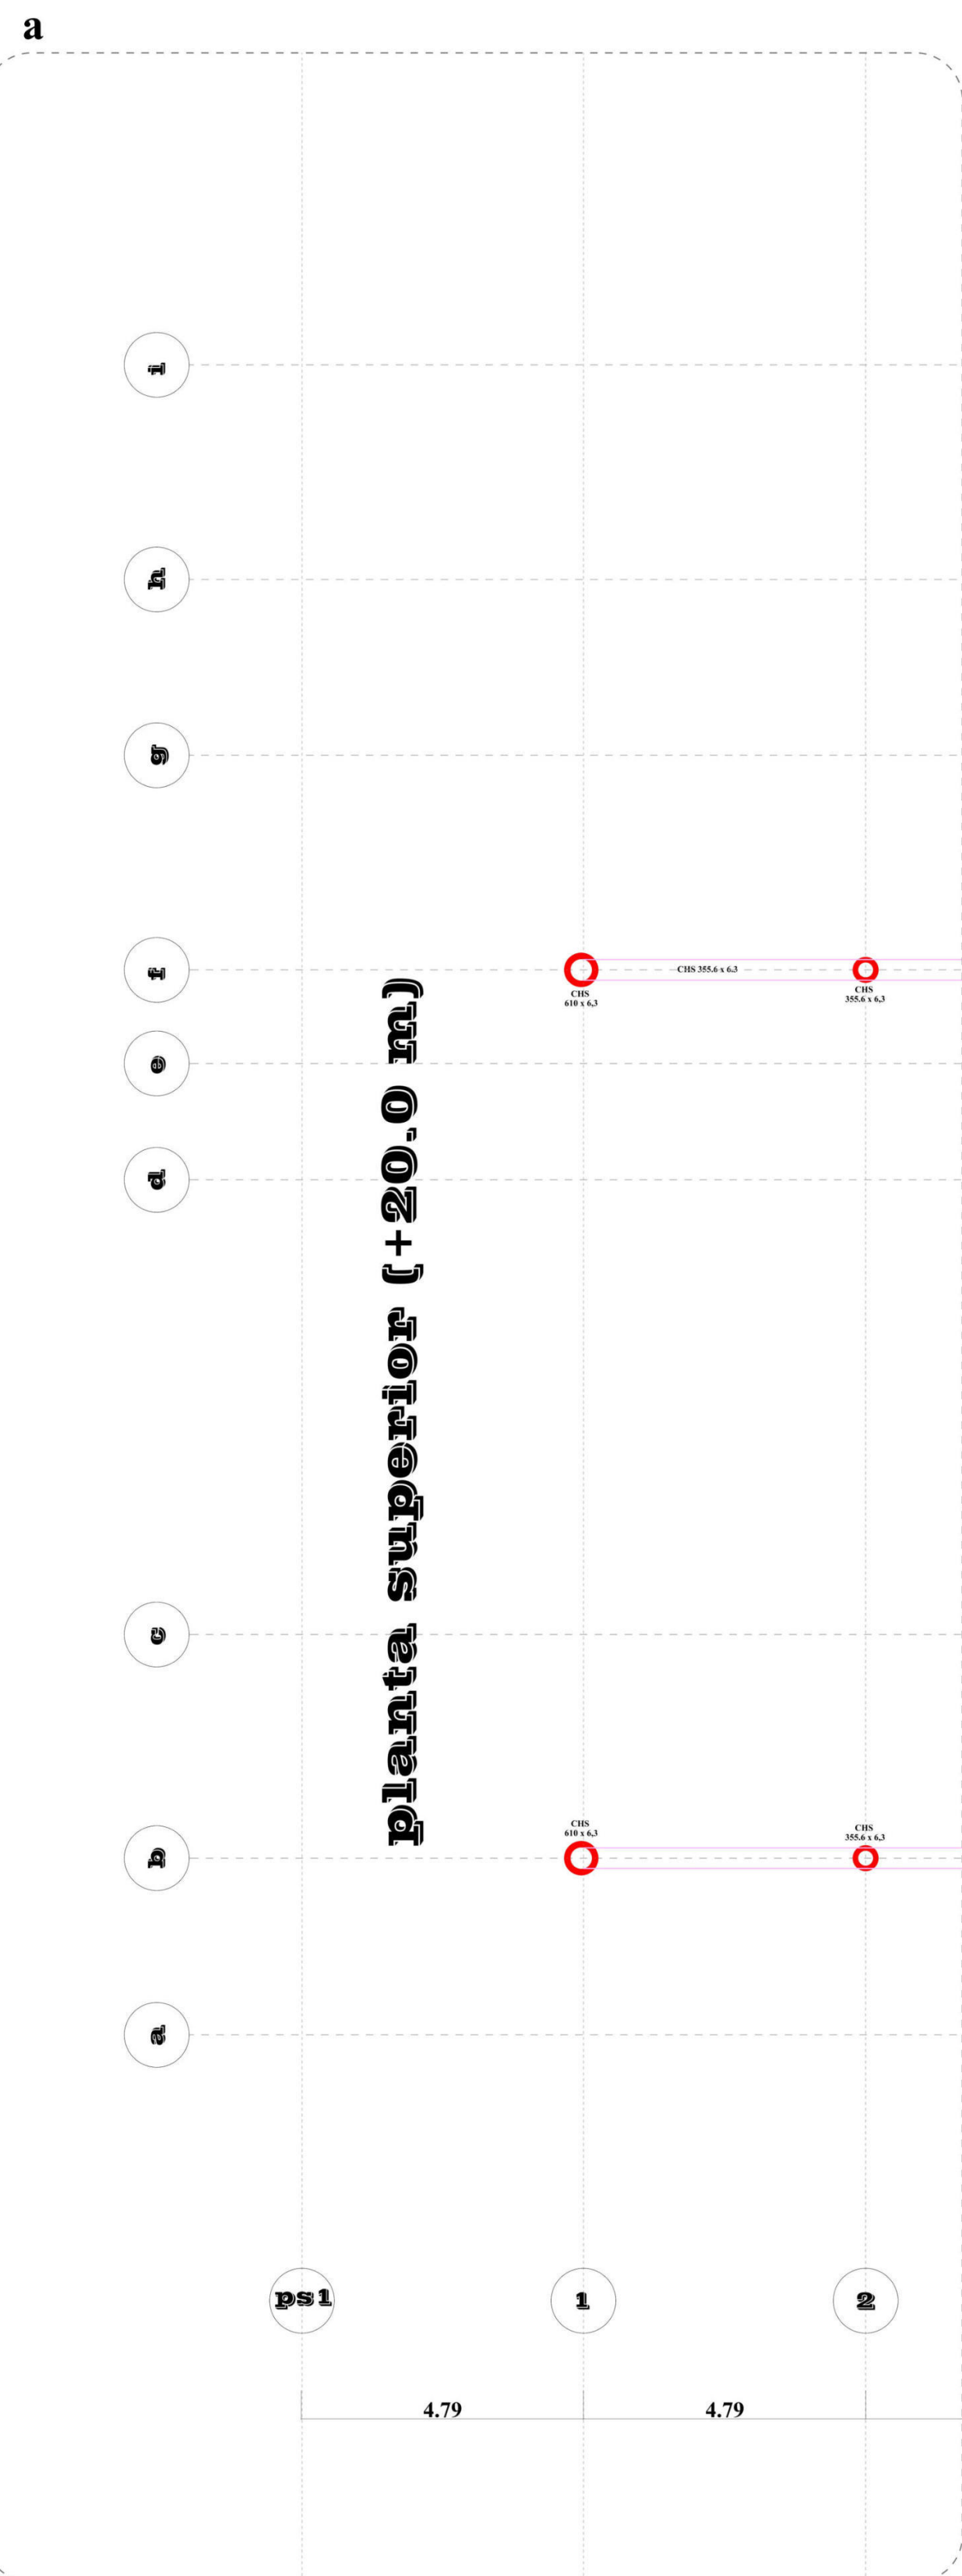 a
i
h
g
f
CHS 355.6 x 6.3
CHS
610 x 6,3
CHS
355.6 x 6,3
e
d
planta superior (+20.0 m)
c
CHS
610 x 6,3
CHS
355.6 x 6,3
b
a
ps1
1
2
4.79
4.79